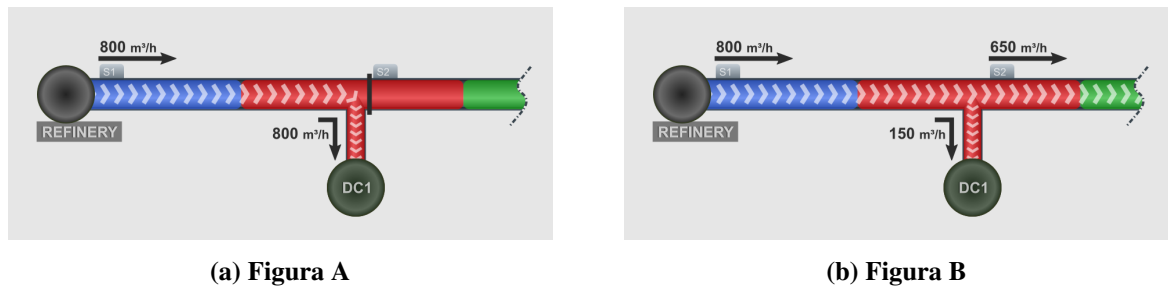 800 m³/h
S1
S2
REFINERY
800 m³/h
DC1
(a) Figura A
800 m³/h
650 m³/h
S1
S2
REFINERY
150 m³/h
DC1
(b) Figura B